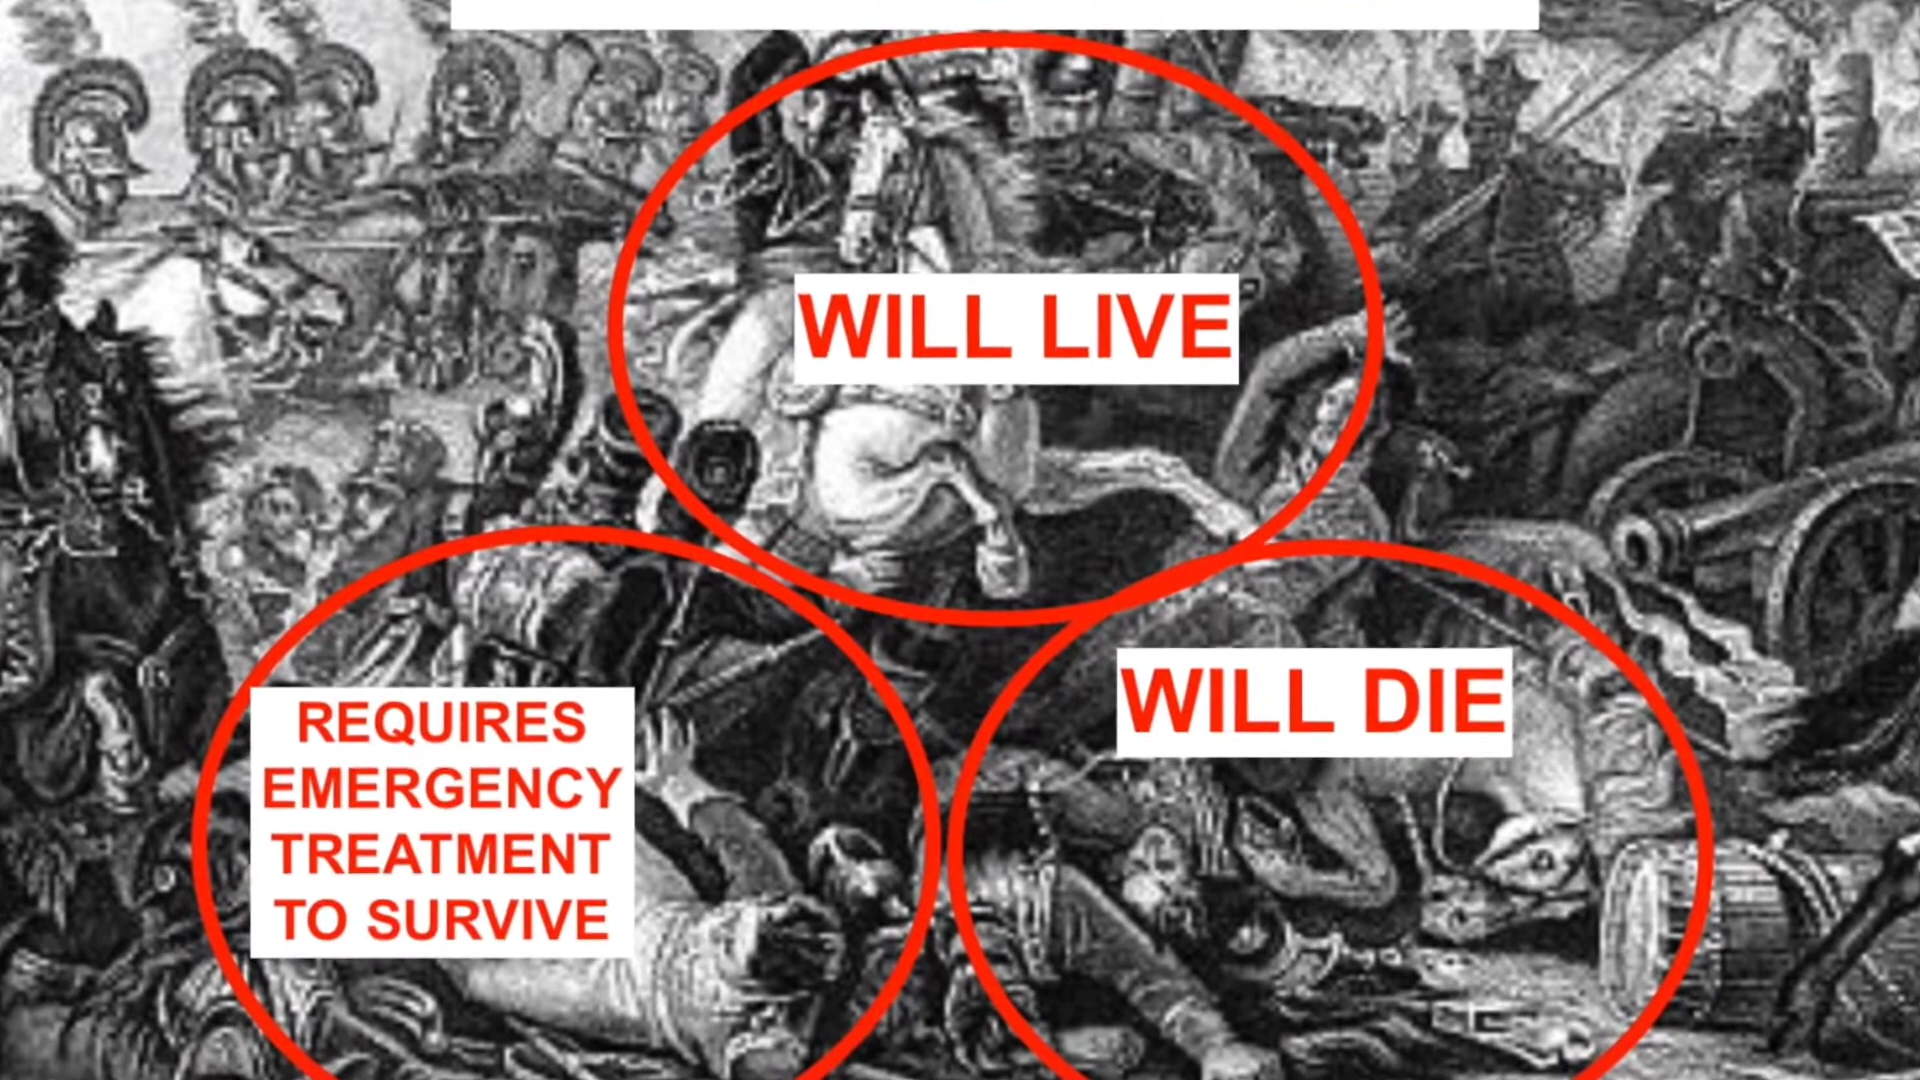 WILL LIVE
REQUIRES
EMERGENCY
TREATMENT
TO SURVIVE
WILL DIE